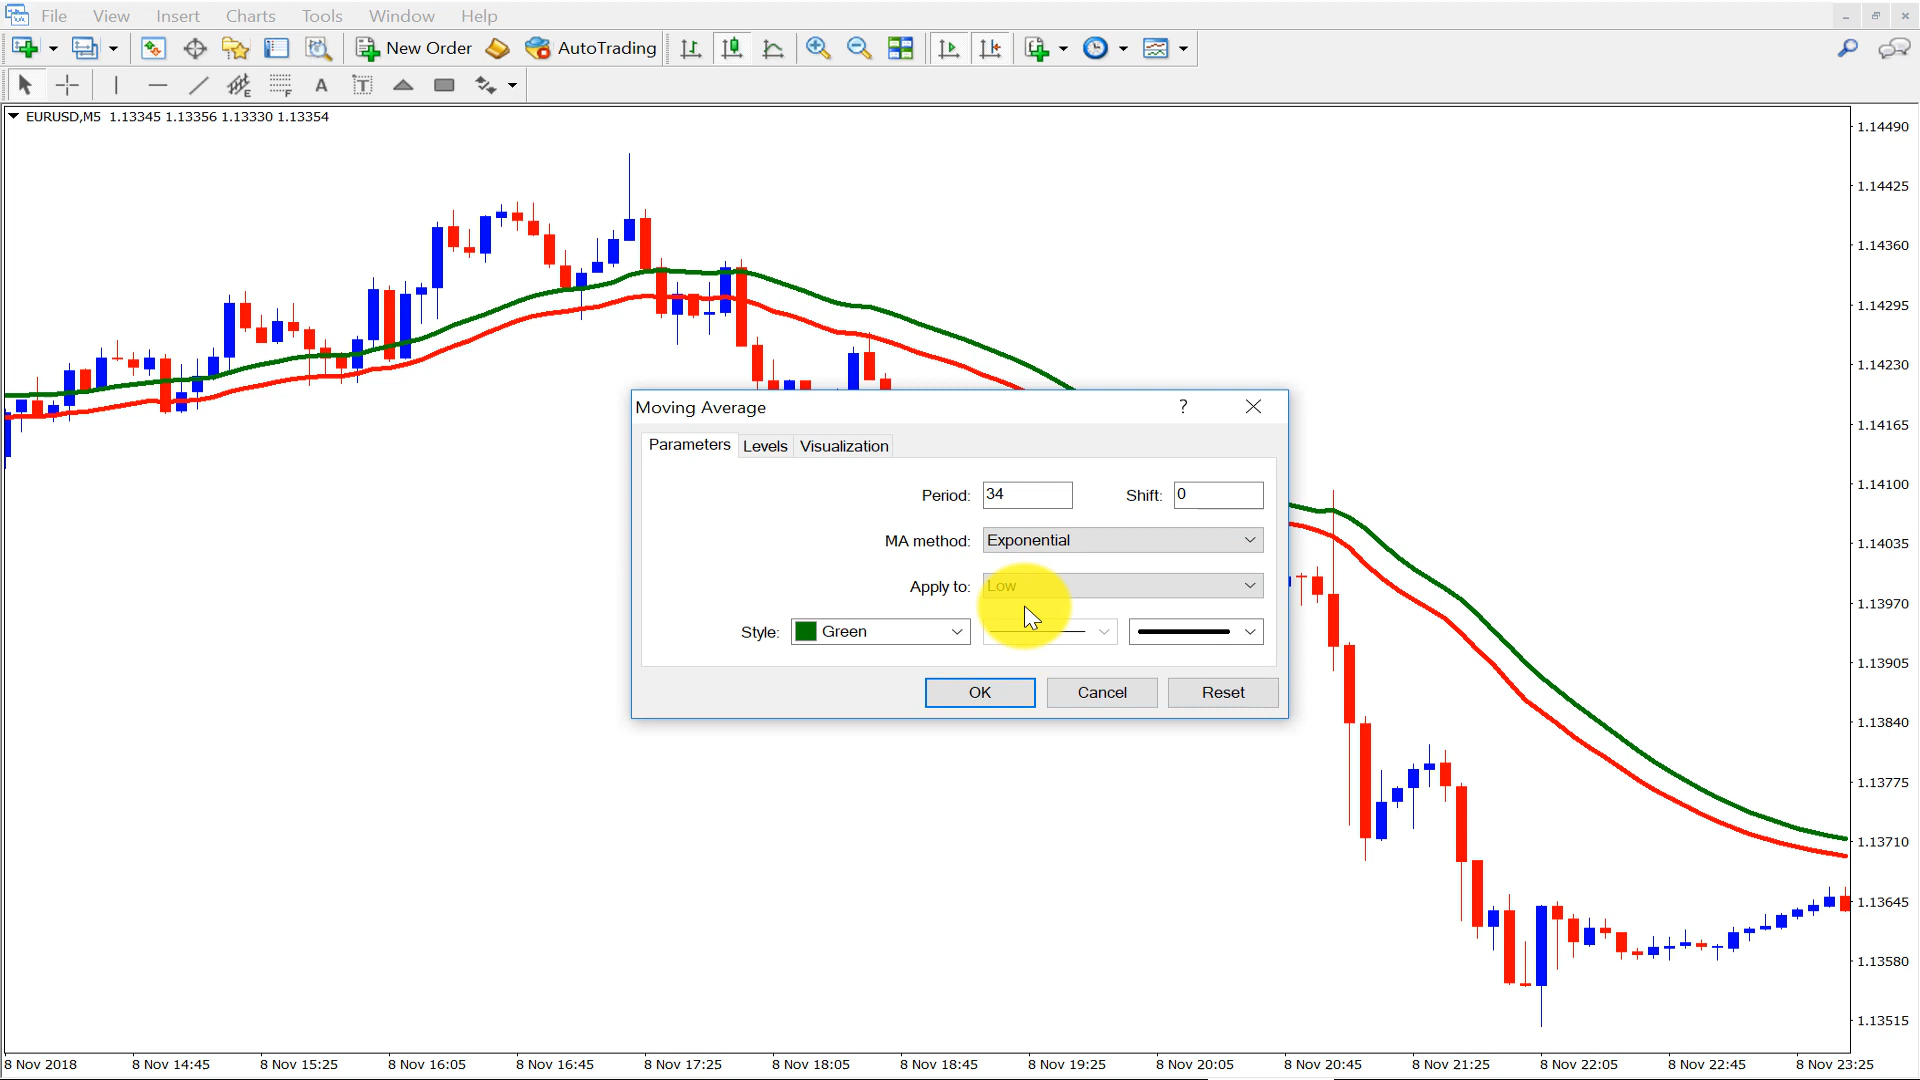 File View Insert Charts Tools Window Help
New Order AutoTrading
E F A T
EURUSD,M5 1.13345 1.13356 1.13330 1.13354
1.14490
1.14425
1.14360
1.14295
1.14230
1.14165
1.14100
1.14035
1.13970
1.13905
1.13840
1.13775
1.13710
1.13645
1.13580
1.13515
Moving Average ?
Parameters Levels Visualization
Period: 34 Shift: 0
MA method: Exponential
Apply to: Low
Style: Green
OK Cancel Reset
8 Nov 2018 8 Nov 14:45 8 Nov 15:25 8 Nov 16:05 8 Nov 16:45 8 Nov 17:25 8 Nov 18:05 8 Nov 18:45 8 Nov 19:25 8 Nov 20:05 8 Nov 20:45 8 Nov 21:25 8 Nov 22:05 8 Nov 22:45 8 Nov 23:25